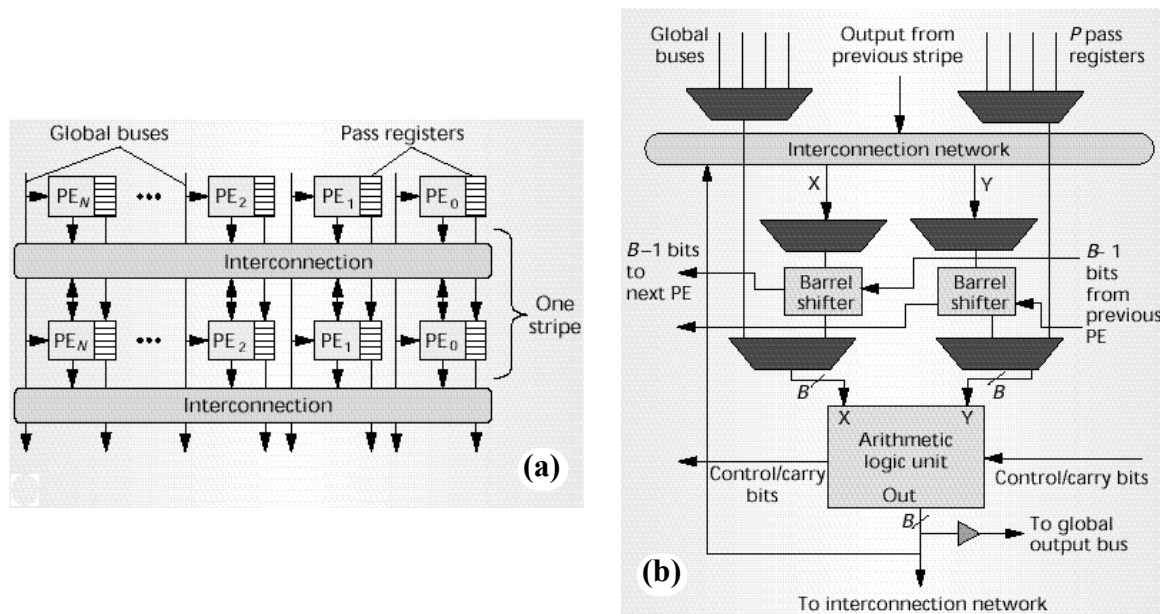 Global buses
Pass registers
PE_N
•••
PE_2
PE_1
PE_0
Interconnection
PE_N
•••
PE_2
PE_1
PE_0
One
stripe
Interconnection
(a)
Global
buses
Output from
previous stripe
P pass
registers
Interconnection network
X
Y
B–1 bits
to
next PE
Barrel
shifter
Barrel
shifter
B–1
bits
from
previous
PE
B
B
X
Y
Arithmetic
logic unit
Control/carry
bits
Control/carry bits
Out
B
To global
output bus
(b)
To interconnection network